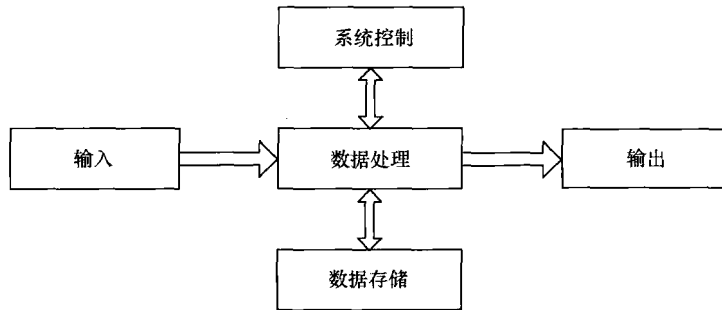 系统控制
输入
数据处理
输出
数据存储